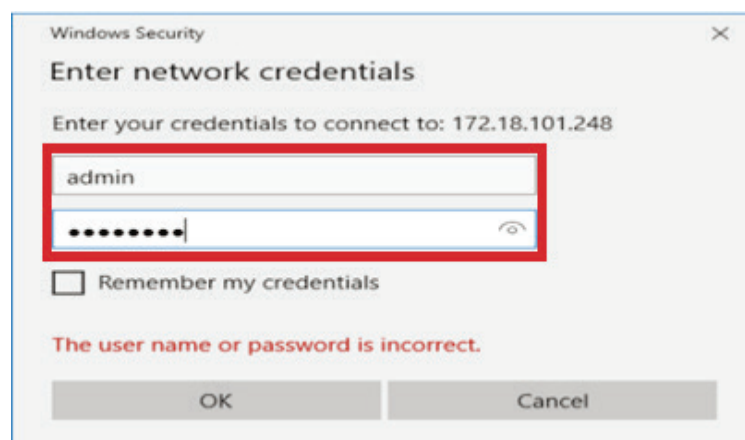 Windows Security
Enter network credentials
Enter your credentials to connect to: 172.18.101.248
admin
••••••••
Remember my credentials
The user name or password is incorrect.
OK
Cancel